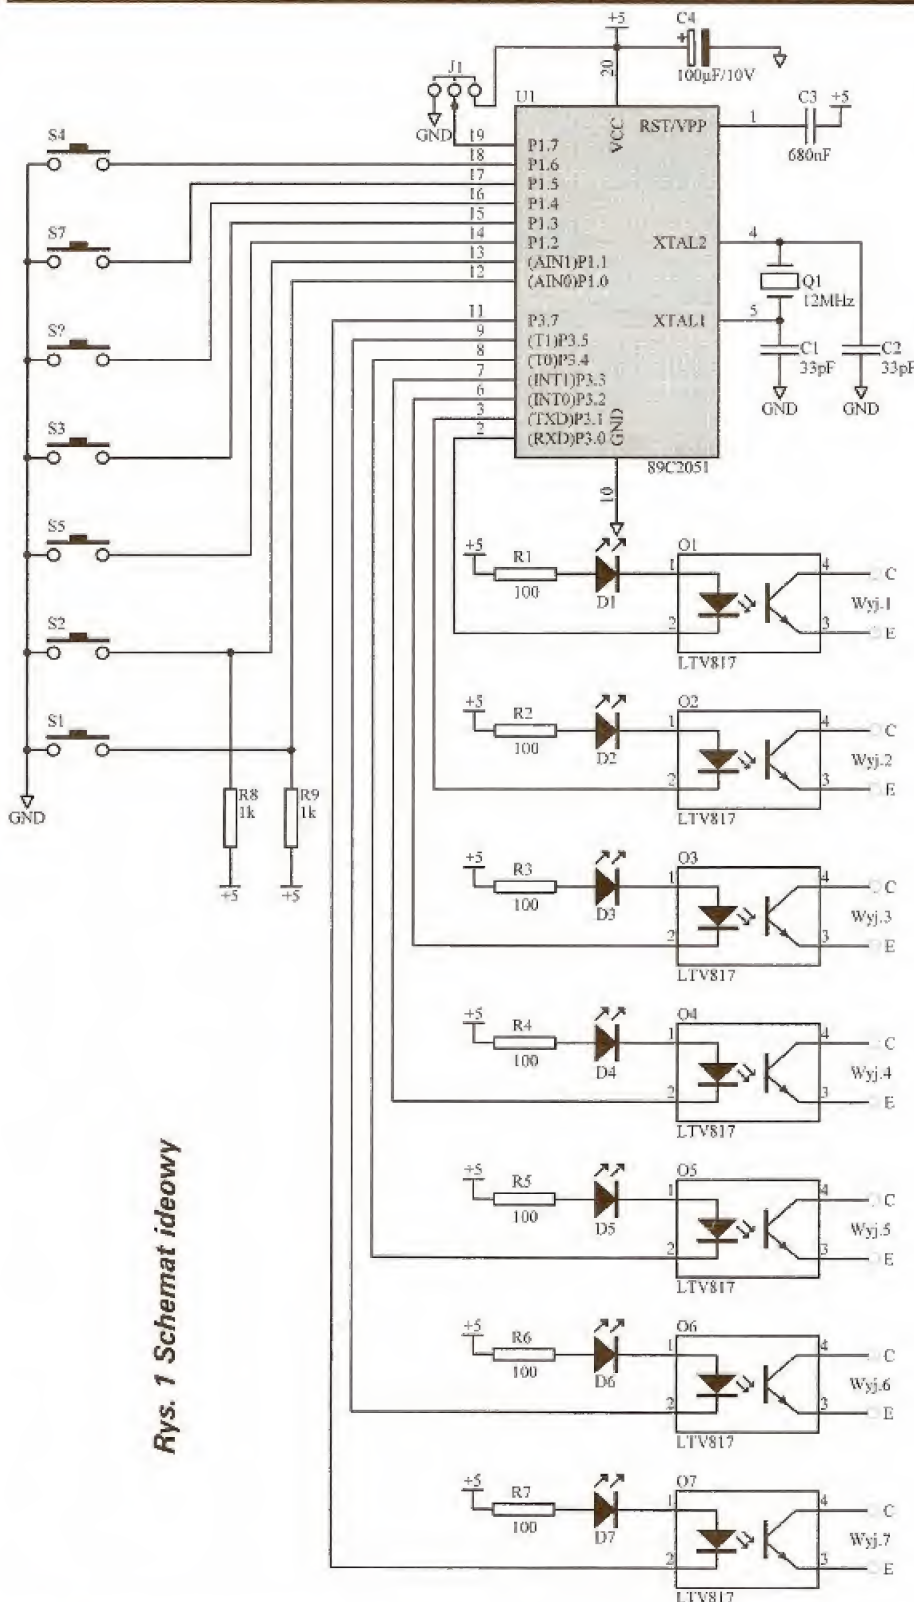 +5
C4
+
100µF/10V
20
J1
GND
U1
VCC
RST/VPP
1
C3
+5
680nF
S4
19
P1.7
18
P1.6
17
P1.5
16
P1.4
15
P1.3
14
P1.2
13
(AIN1)P1.1
12
(AIN0)P1.0
XTAL2
4
Q1
12MHz
S7
11
P3.7
9
(T1)P3.5
8
(T0)P3.4
7
(INT1)P3.3
6
(INT0)P3.2
3
(TXD)P3.1
2
(RXD)P3.0
XTAL1
5
C1
33pF
C2
33pF
GND
GND
GND
10
89C2051
S9
S3
S5
S2
S1
GND
R8
1k
R9
1k
+5
+5
+5
R1
100
D1
O1
1
2
4
3
C
Wyj.1
E
LTV817
+5
R2
100
D2
O2
1
2
4
3
C
Wyj.2
E
LTV817
+5
R3
100
D3
O3
1
2
4
3
C
Wyj.3
E
LTV817
+5
R4
100
D4
O4
1
2
4
3
C
Wyj.4
E
LTV817
+5
R5
100
D5
O5
1
2
4
3
C
Wyj.5
E
LTV817
+5
R6
100
D6
O6
1
2
4
3
C
Wyj.6
E
LTV817
+5
R7
100
D7
O7
1
2
4
3
C
Wyj.7
E
LTV817
Rys. 1 Schemat ideowy